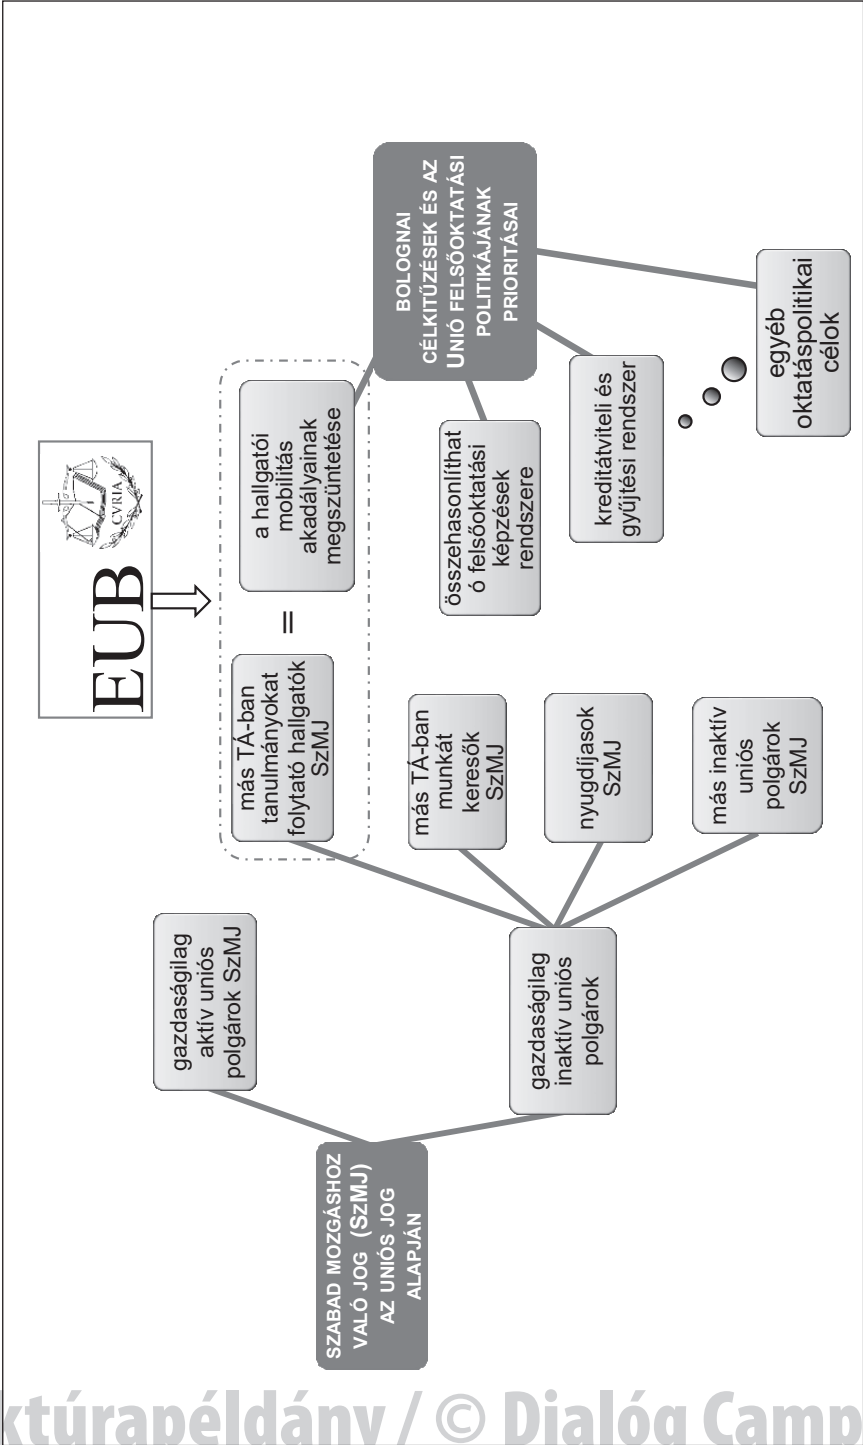 EUB
CVRIA
SZABAD MOZGÁSHOZ
VALÓ JOG (SZMJ)
AZ UNIÓS JOG
ALAPJÁN
gazdaságilag
aktív uniós
polgárok SzMJ
gazdaságilag
inaktív uniós
polgárok
más TÁ-ban
tanulmányokat
folytató hallgatók
SzMJ
=
a hallgatói
mobilitás
akadályainak
megszüntetése
más TÁ-ban
munkát
keresők
SzMJ
nyugdíjasok
SzMJ
más inaktív
uniós
polgárok
SzMJ
BOLOGNAI
CÉLKITŰZÉSEK ÉS AZ
UNIÓ FELSŐOKTATÁSI
POLITIKÁJÁNAK
PRIORITÁSAI
összehasonlíthat
ó felsőoktatási
képzések
rendszere
kreditátviteli és
gyűjtési rendszer
egyéb
oktatáspolitikai
célok
ktúrapéldány / © Dialóg Camp